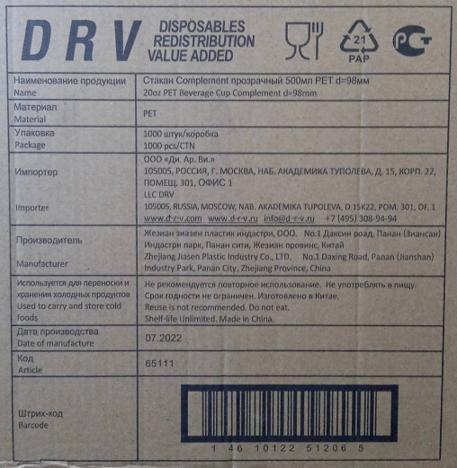 DRV
DISPOSABLES
REDISTRIBUTION
VALUE ADDED
21
PAP
РСТ
Наименование продукции
Name
Стакан Complement прозрачный 500мл PET d=98мм
20oz PET Beverage Cup Complement d=98mm
Материал
Material
PET
Упаковка
Package
1000 штук/коробка
1000 pcs/CTN
Импортер
Importer
ООО «Ди. Ар. Ви.»
105005, РОССИЯ, Г. МОСКВА, НАБ. АКАДЕМИКА ТУПОЛЕВА, Д. 15, КОРП. 22,
ПОМЕЩ. 301, ОФИС 1
LLC DRV
105005, RUSSIA, MOSCOW, NAB. AKADEMIKA TUPOLEVA, D.15K22, POM. 301, OF. 1
www.d-r-v.com www.d-r-v.ru info@d-r-v.ru +7 (495) 308-94-94
Производитель
Manufacturer
Жезиан зиазен пластик индастри, ООО. No.1 Даксин роад, Панан (Зиансан)
Индастри парк, Панан сити, Жезиан провинс, Китай
Zhejiang Jiasen Plastic Industry Co., LTD. No.1 Daxing Road, Panan (Jianshan)
Industry Park, Panan City, Zhejiang Province, China
Используется для переноски и
хранения холодных продуктов
Used to carry and store cold
foods
Не рекомендуется повторное использование. Не употреблять в пищу.
Срок годности не ограничен. Изготовлено в Китае.
Reuse is not recommended. Do not eat.
Shelf-life Unlimited. Made in China.
Дата производства
Date of manufacture
07.2022
Код
Article
65111
Штрих-код
Barcode
1 46 10122 51206 5